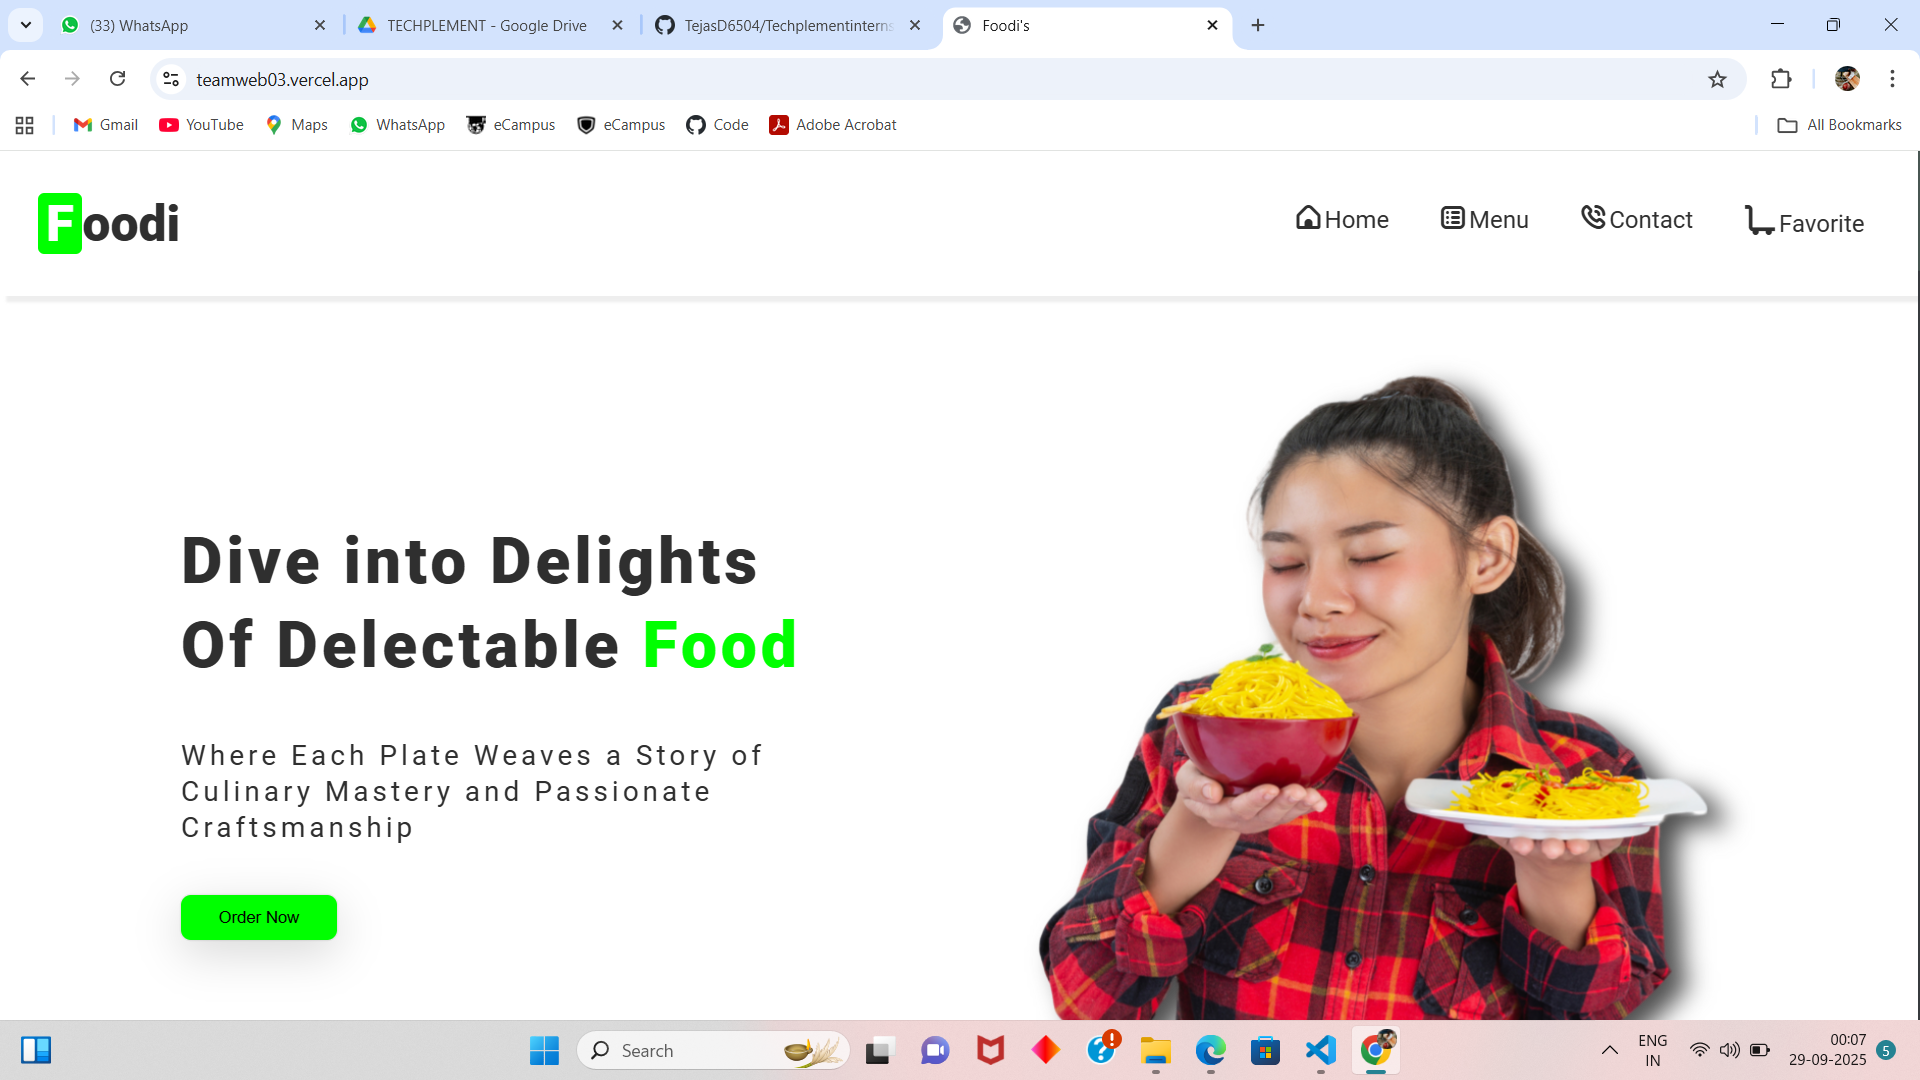 (33) WhatsApp
TECHPLEMENT - Google Drive
TejasD6504/Techplementinterns
Foodi's
teamweb03.vercel.app
Gmail YouTube Maps WhatsApp eCampus eCampus Code Adobe Acrobat All Bookmarks
Foodi
Home Menu Contact Favorite
Dive into Delights
Of Delectable Food
Where Each Plate Weaves a Story of
Culinary Mastery and Passionate
Craftsmanship
Order Now
Search
ENG
IN
00:07
29-09-2025
5